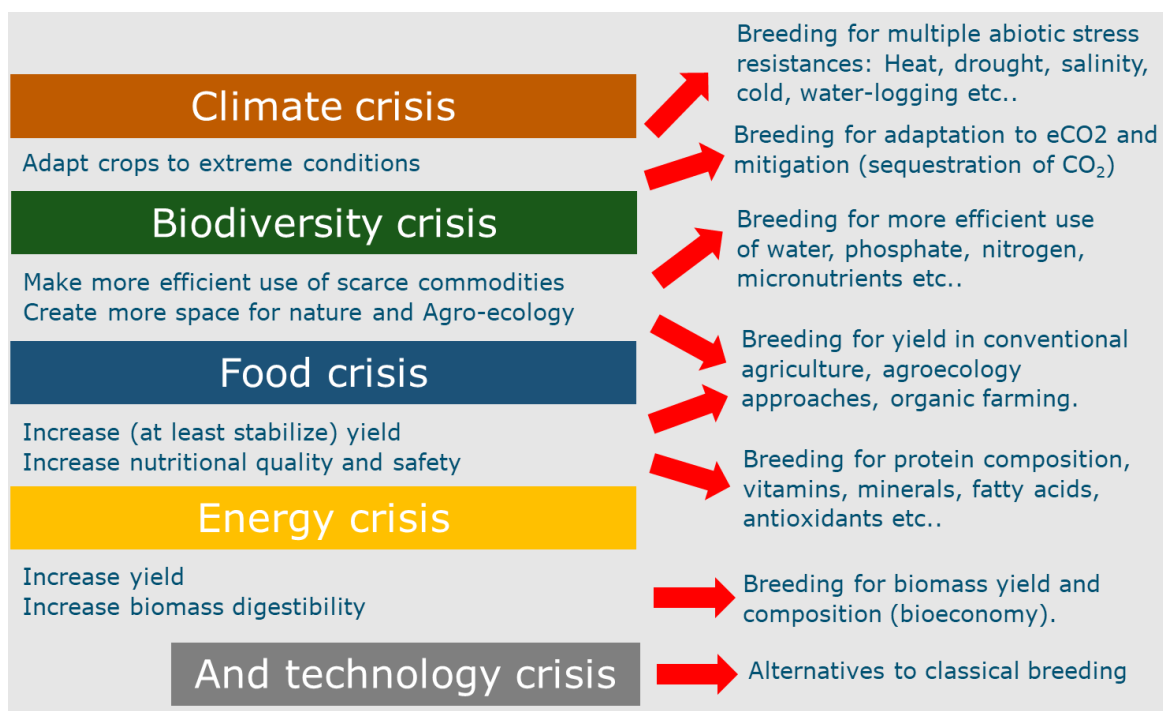 Climate crisis
Adapt crops to extreme conditions
Biodiversity crisis
Make more efficient use of scarce commodities
Create more space for nature and Agro-ecology
Food crisis
Increase (at least stabilize) yield
Increase nutritional quality and safety
Energy crisis
Increase yield
Increase biomass digestibility
And technology crisis
Breeding for multiple abiotic stress
resistances: Heat, drought, salinity,
cold, water-logging etc..
Breeding for adaptation to eCO2 and
mitigation (sequestration of CO₂)
Breeding for more efficient use
of water, phosphate, nitrogen,
micronutrients etc..
Breeding for yield in conventional
agriculture, agroecology
approaches, organic farming.
Breeding for protein composition,
vitamins, minerals, fatty acids,
antioxidants etc..
Breeding for biomass yield and
composition (bioeconomy).
Alternatives to classical breeding